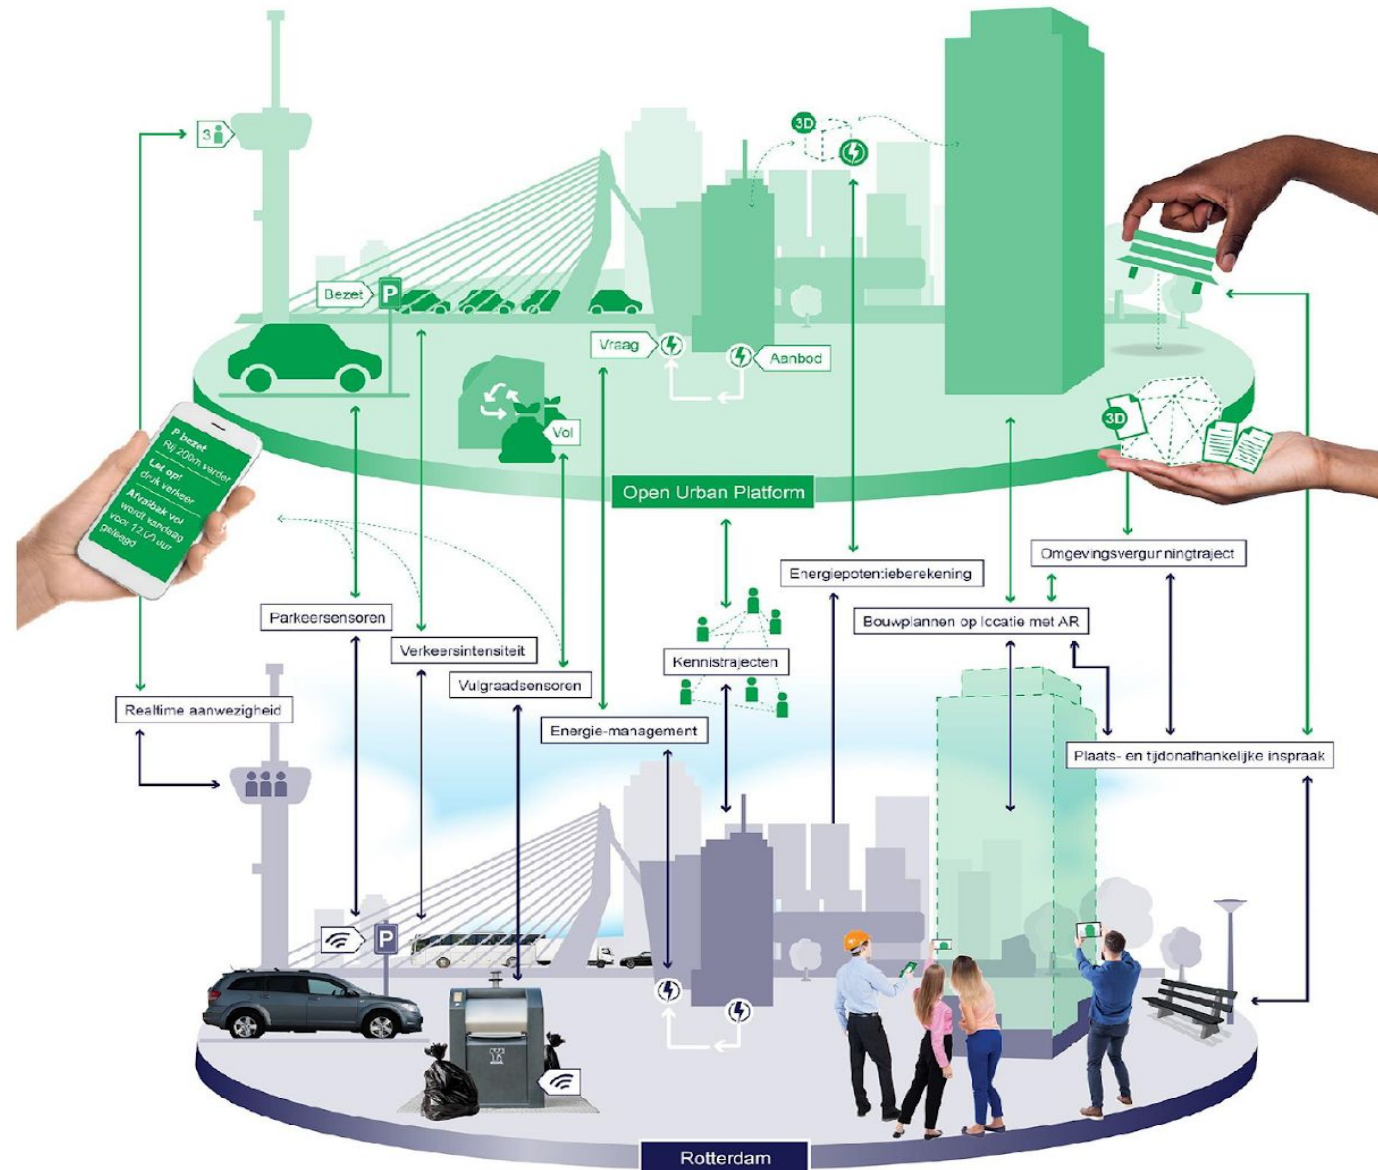 3D
3
Bezet
P
Vraag
Aanbod
Vol
3D
P bezet
Rij 200m verder
Let op!
druk verkeer
Afvalbak vol
wordt vandaag
voor 12.00 uur
geleegd
Open Urban Platform
Omgevingsvergunningtraject
Energiepotentieberekening
Parkeersensoren
Bouwplannen op locatie met AR
Verkeersintensiteit
Kennistrajecten
Vulgraadsensoren
Realtime aanwezigheid
Energie-management
Plaats- en tijdonafhankelijke inspraak
P
Rotterdam